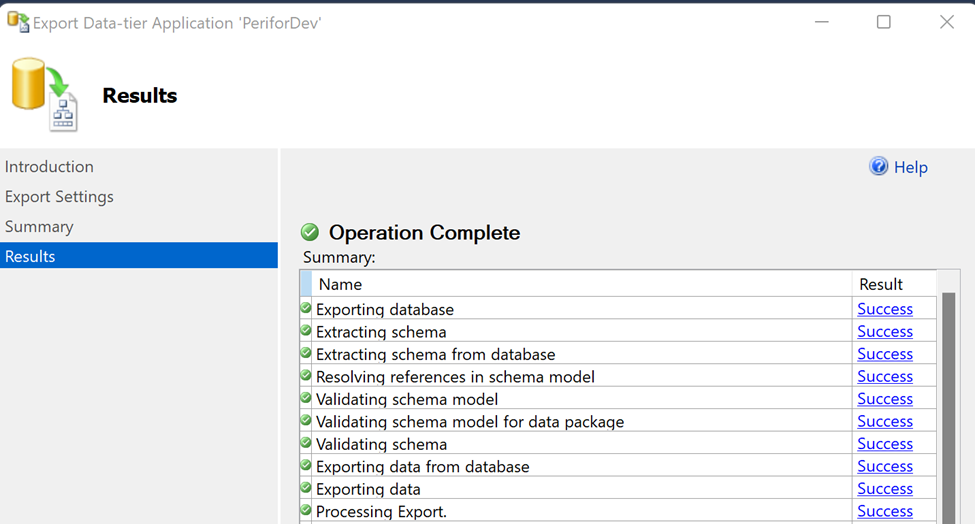 Export Data-tier Application 'PeriforDev'
Results
Introduction
Export Settings
Summary
Results
Help
Operation Complete
Summary:
Name Result
Exporting database Success
Extracting schema Success
Extracting schema from database Success
Resolving references in schema model Success
Validating schema model Success
Validating schema model for data package Success
Validating schema Success
Exporting data from database Success
Exporting data Success
Processing Export. Success